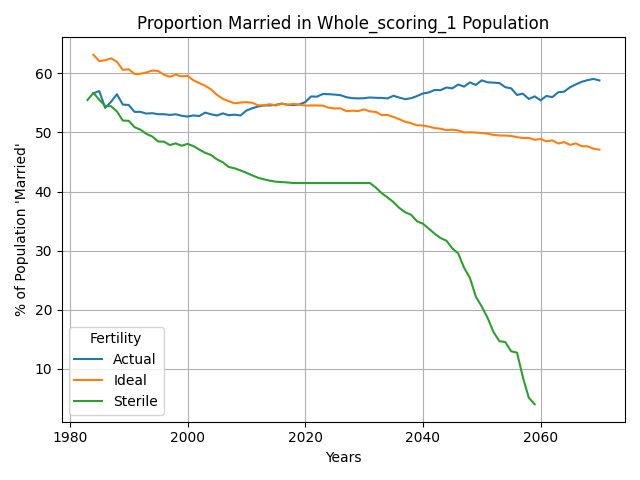 Proportion Married in Whole_scoring_1 Population
% of Population 'Married'
60
50
40
30
20
10
Fertility
Actual
Ideal
Sterile
1980
2000
2020
2040
2060
Years